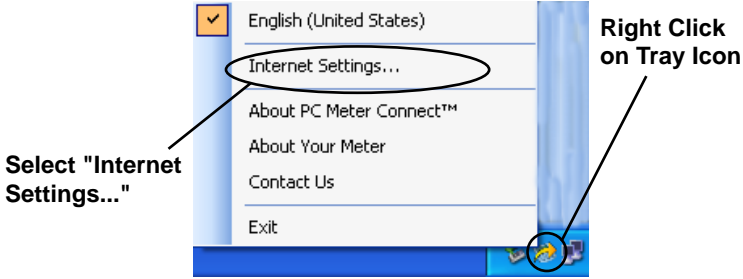 English (United States)
Right Click
on Tray Icon
Internet Settings...
About PC Meter Connect™
About Your Meter
Select "Internet
Settings..."
Contact Us
Exit